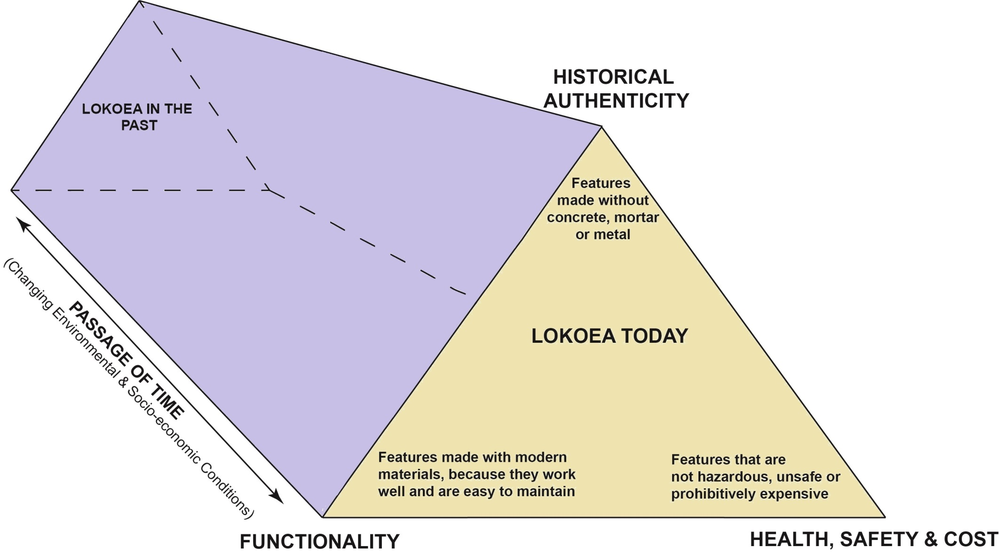 HISTORICAL
AUTHENTICITY
LOKOEA IN THE
PAST
Features
made without
concrete, mortar
or metal
LOKOEA TODAY
PASSAGE OF TIME
(Changing Environmental & Socio-economic Conditions)
Features made with modern
materials, because they work
well and are easy to maintain
Features that are
not hazardous, unsafe or
prohibitively expensive
FUNCTIONALITY
HEALTH, SAFETY & COST